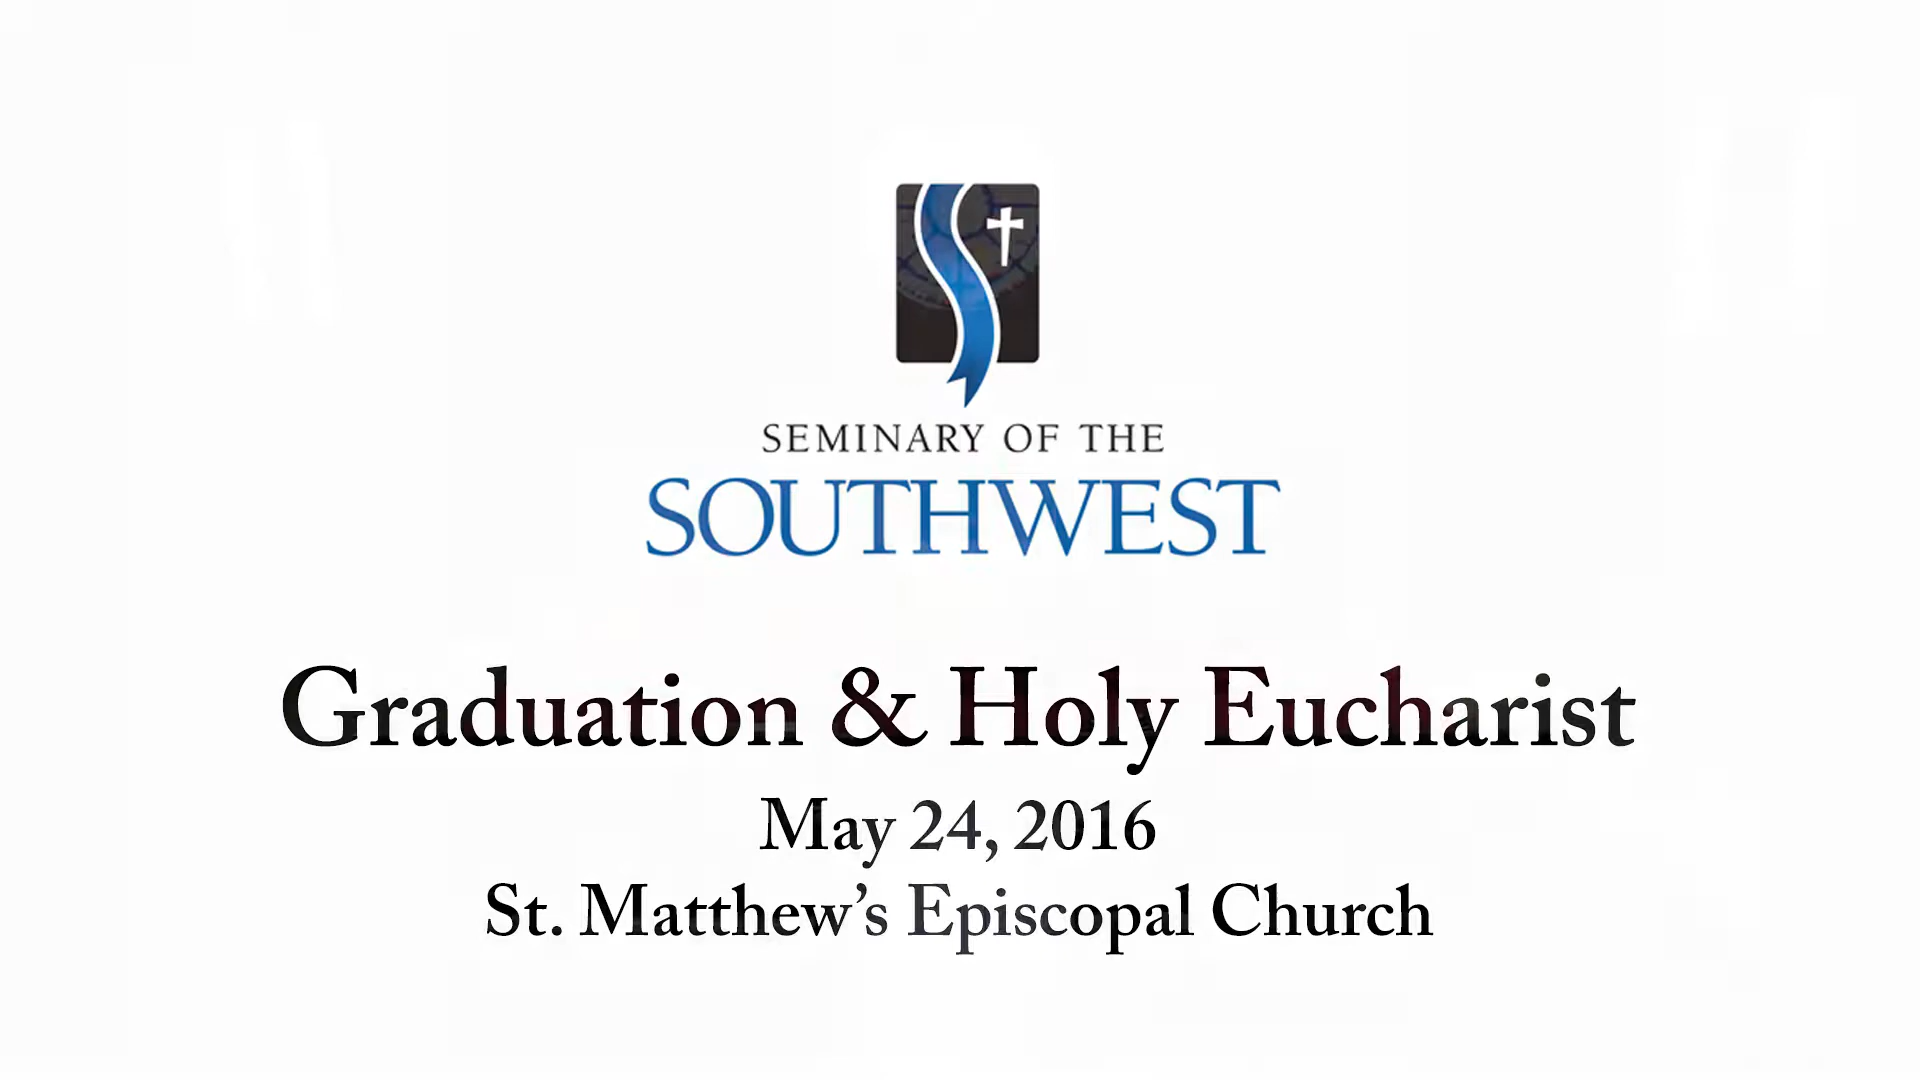 SEMINARY OF THE
SOUTHWEST
Graduation & Holy Eucharist
May 24, 2016
St. Matthew’s Episcopal Church